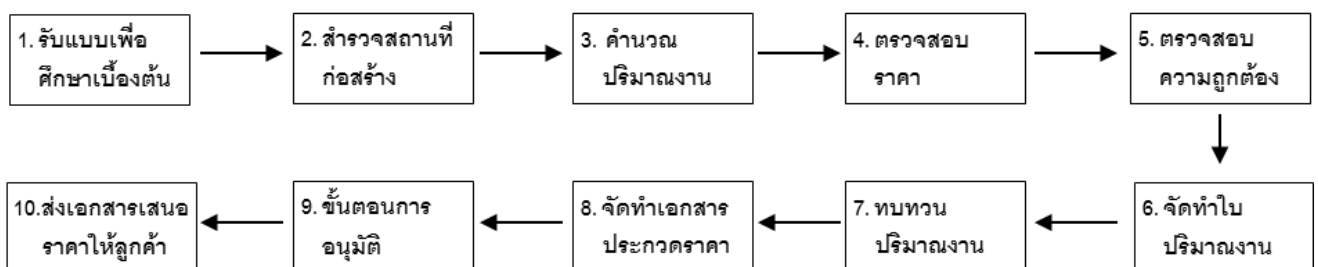 1. รับแบบเพื่อ
ศึกษาเบื้องต้น
2. สำรวจสถานที่
ก่อสร้าง
3. คำนวณ
ปริมาณงาน
4. ตรวจสอบ
ราคา
5. ตรวจสอบ
ความถูกต้อง
6. จัดทำใบ
ปริมาณงาน
7. ทบทวน
ปริมาณงาน
8. จัดทำเอกสาร
ประกวดราคา
9. ขั้นตอนการ
อนุมัติ
10.ส่งเอกสารเสนอ
ราคาให้ลูกค้า